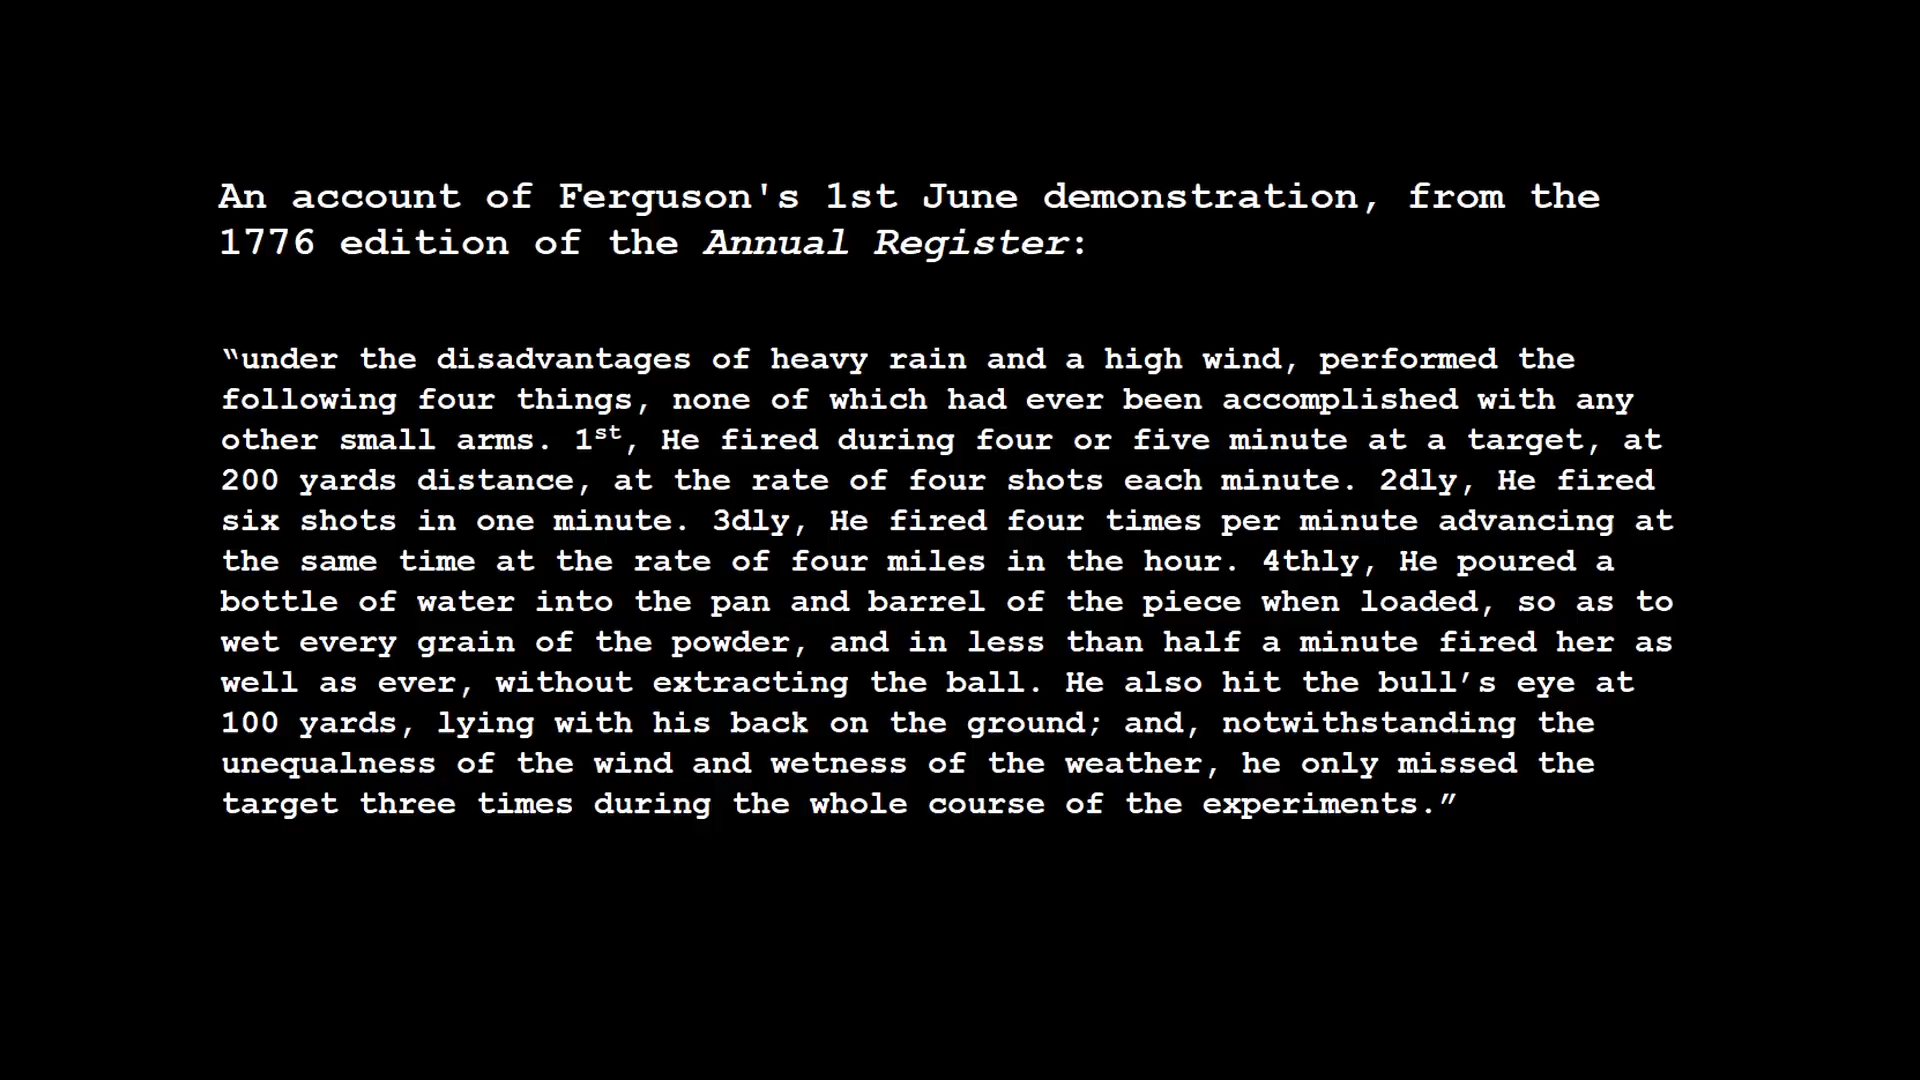 An account of Ferguson's 1st June demonstration, from the
1776 edition of the Annual Register:
“under the disadvantages of heavy rain and a high wind, performed the
following four things, none of which had ever been accomplished with any
other small arms. 1st, He fired during four or five minute at a target, at
200 yards distance, at the rate of four shots each minute. 2dly, He fired
six shots in one minute. 3dly, He fired four times per minute advancing at
the same time at the rate of four miles in the hour. 4thly, He poured a
bottle of water into the pan and barrel of the piece when loaded, so as to
wet every grain of the powder, and in less than half a minute fired her as
well as ever, without extracting the ball. He also hit the bull’s eye at
100 yards, lying with his back on the ground; and, notwithstanding the
unequalness of the wind and wetness of the weather, he only missed the
target three times during the whole course of the experiments.”